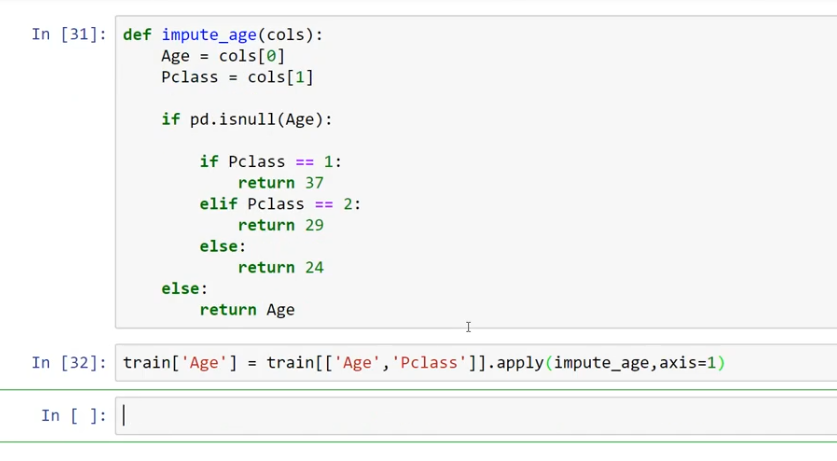 In [31]: def impute_age(cols):
Age = cols[0]
Pclass = cols[1]
if pd.isnull(Age):
if Pclass == 1:
return 37
elif Pclass == 2:
return 29
else:
return 24
else:
return Age
In [32]: train['Age'] = train[['Age','Pclass']].apply(impute_age,axis=1)
In [ ]: